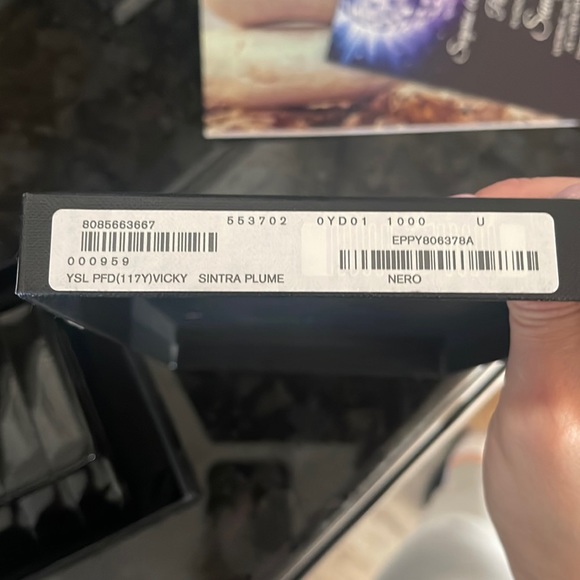 8085663667 553702 0YD01 1000 U
EPPY806378A
000959
YSL PFD(117Y)VICKY SINTRA PLUME NERO